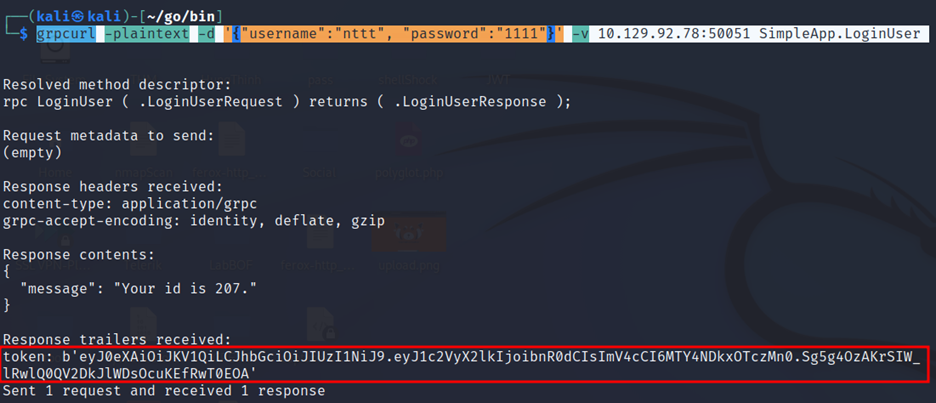 ┌──(kali㉿kali)-[~/go/bin]
└─$ grpcurl -plaintext -d '{"username":"nttt", "password":"1111"}' -v 10.129.92.78:50051 SimpleApp.LoginUser
Resolved method descriptor:
rpc LoginUser ( .LoginUserRequest ) returns ( .LoginUserResponse );
Request metadata to send:
(empty)
Response headers received:
content-type: application/grpc
grpc-accept-encoding: identity, deflate, gzip
Response contents:
{
  "message": "Your id is 207."
}
Response trailers received:
token: b'eyJ0eXAiOiJKV1QiLCJhbGciOiJIUzI1NiJ9.eyJ1c2VyX2lkIjoibnR0dCIsImV4cCI6MTY4NDkxOTczMn0.Sg5g4OzAKrSIW_
lRwlQ0QV2DkJlWDsOcuKEfRwT0EOA'
Sent 1 request and received 1 response